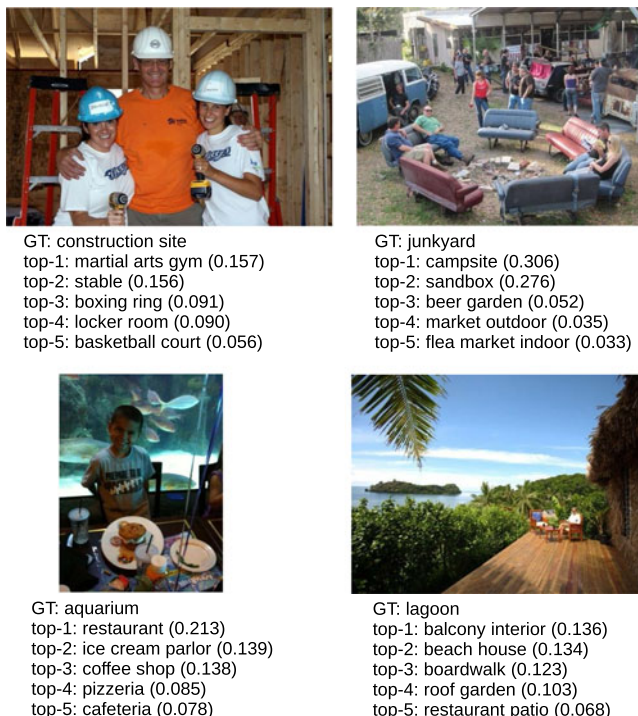 GT: construction site
top-1: martial arts gym (0.157)
top-2: stable (0.156)
top-3: boxing ring (0.091)
top-4: locker room (0.090)
top-5: basketball court (0.056)
GT: junkyard
top-1: campsite (0.306)
top-2: sandbox (0.276)
top-3: beer garden (0.052)
top-4: market outdoor (0.035)
top-5: flea market indoor (0.033)
GT: aquarium
top-1: restaurant (0.213)
top-2: ice cream parlor (0.139)
top-3: coffee shop (0.138)
top-4: pizzeria (0.085)
top-5: cafeteria (0.078)
GT: lagoon
top-1: balcony interior (0.136)
top-2: beach house (0.134)
top-3: boardwalk (0.123)
top-4: roof garden (0.103)
top-5: restaurant patio (0.068)